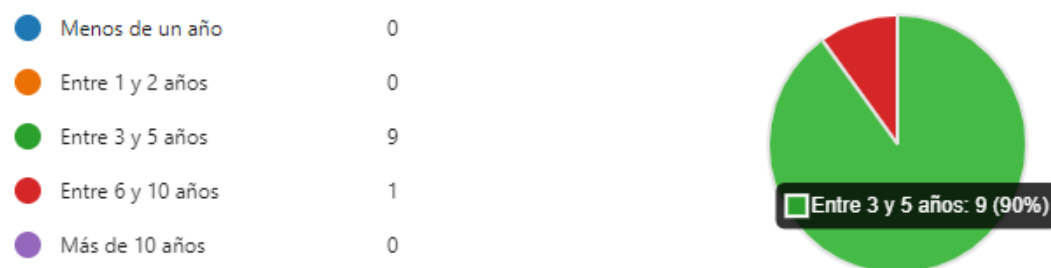 Menos de un año 0
Entre 1 y 2 años 0
Entre 3 y 5 años 9
Entre 6 y 10 años 1
Más de 10 años 0
Entre 3 y 5 años: 9 (90%)